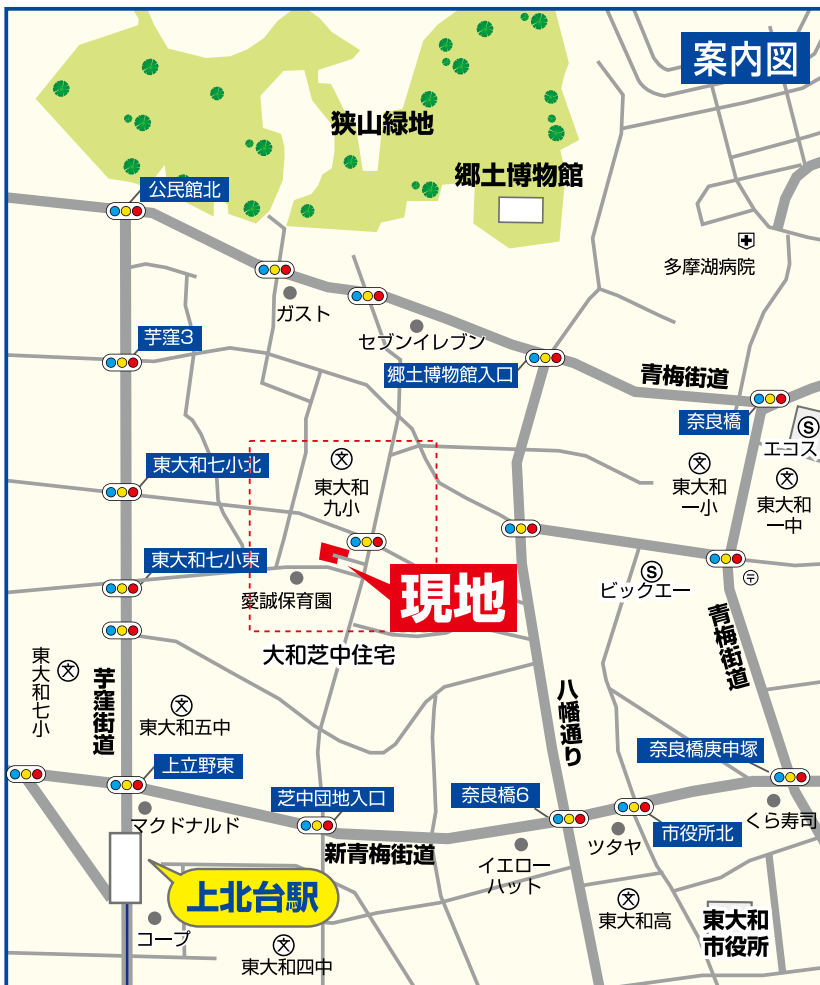 案内図
狭山緑地
郷土博物館
公民館北
多摩湖病院
ガスト
セブンイレブン
芋窪3
郷土博物館入口
青梅街道
奈良橋
S
エコス
文
東大和
九小
文
東大和
一小
文
東大和
一中
東大和七小北
東大和七小東
愛誠保育園
現地
S
ビックエー
〒
大和芝中住宅
青梅街道
文
東大和七小
芋窪街道
文
東大和五中
八幡通り
上立野東
芝中団地入口
奈良橋6
奈良橋庚申塚
マクドナルド
新青梅街道
イエロー
ハット
ツタヤ
市役所北
くら寿司
上北台駅
コープ
文
東大和四中
文
東大和高
東大和
市役所